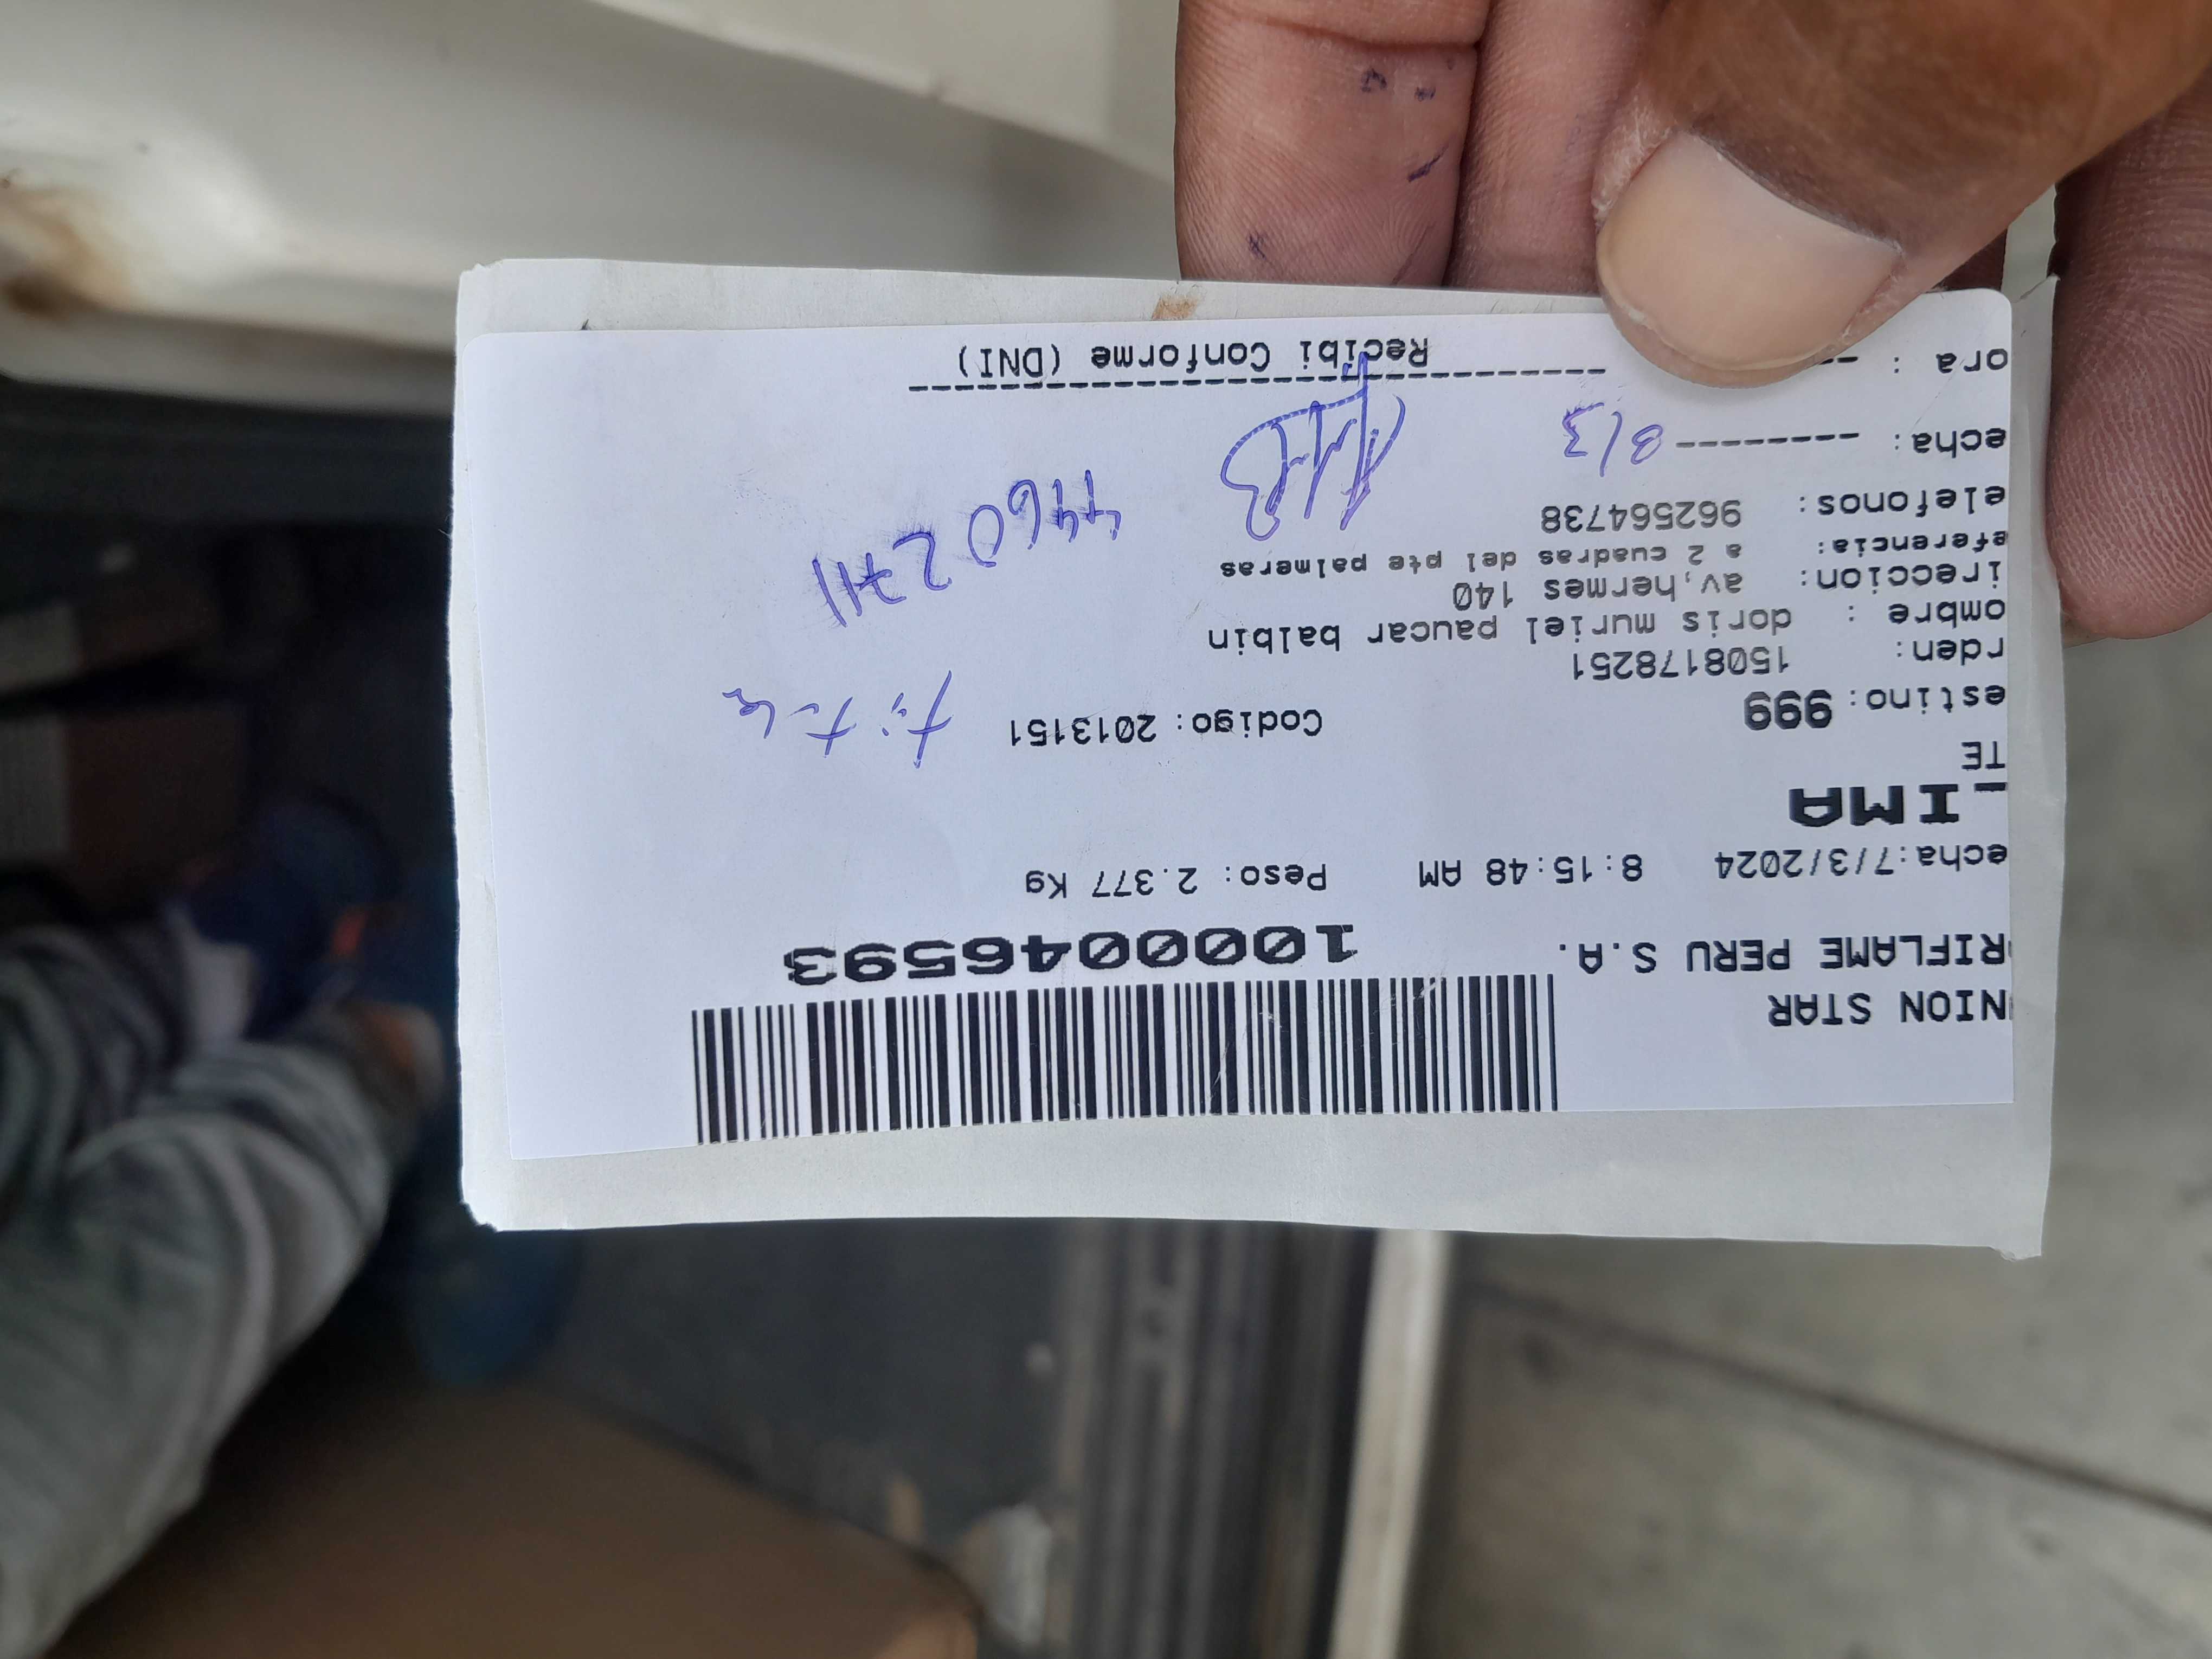 NION STAR
RIFLAME PERU S.A. 1000046593
echa:7/3/2024 8:15:48 AM Peso: 2.377 Kg
IMA
TE
estino: 999 Codigo: 2013151 titular
rden: 1508178251
ombre : doris muriel paucar balbin
ireccion: av,hermes 140
eferencia: a 2 cuadras del pte palmeras
elefonos: 962564738
44602711
echa: --------- 8/3
ora :
Recibi Conforme (DNI)